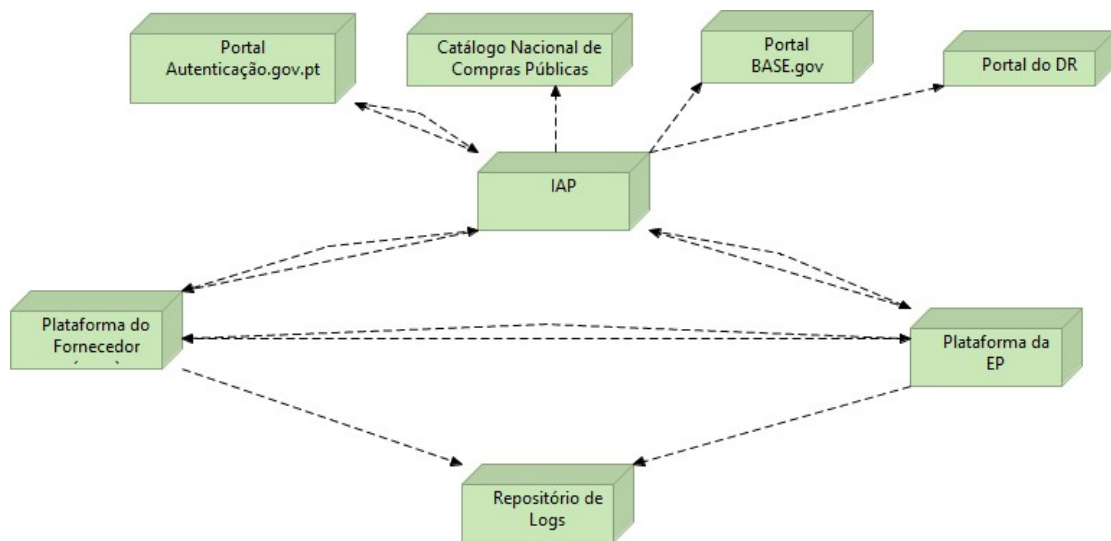 Portal
Autenticação.gov.pt
Catálogo Nacional de
Compras Públicas
Portal
BASE.gov
Portal do DR
IAP
Plataforma do
Fornecedor
Plataforma da
EP
Repositório de
Logs